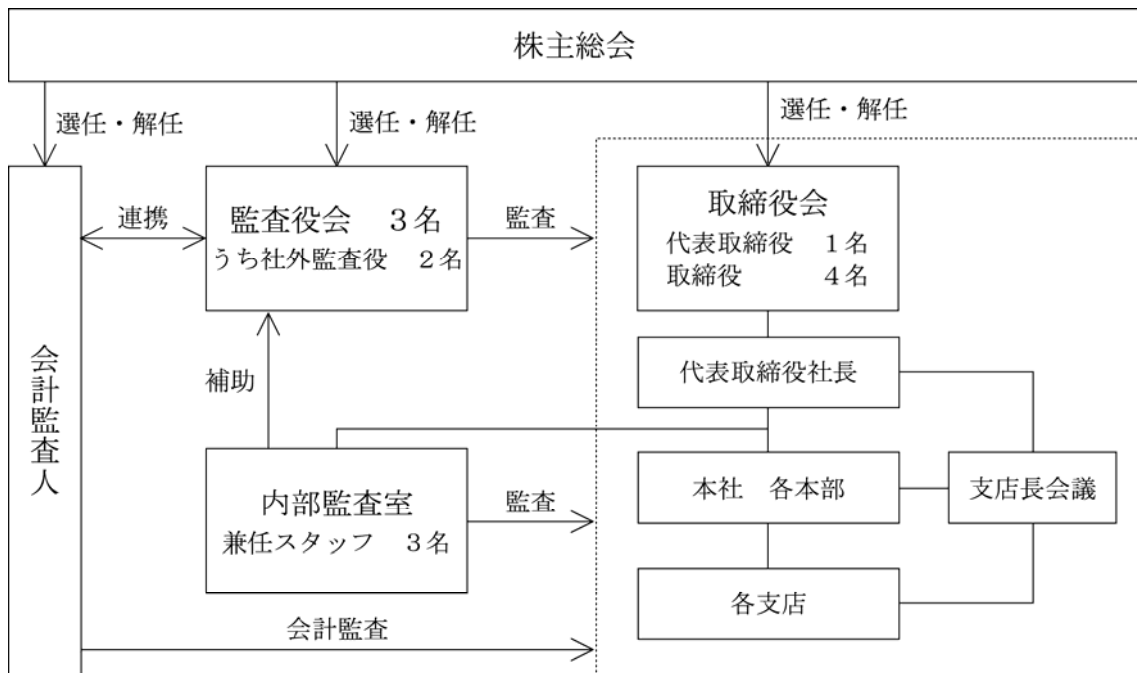 株主総会
選任・解任
選任・解任
選任・解任
会計監査人
連携
監査役会　３名
うち社外監査役　２名
監査
取締役会
代表取締役　１名
取締役　　　４名
補助
代表取締役社長
内部監査室
兼任スタッフ　３名
監査
本社　各本部
支店長会議
各支店
会計監査